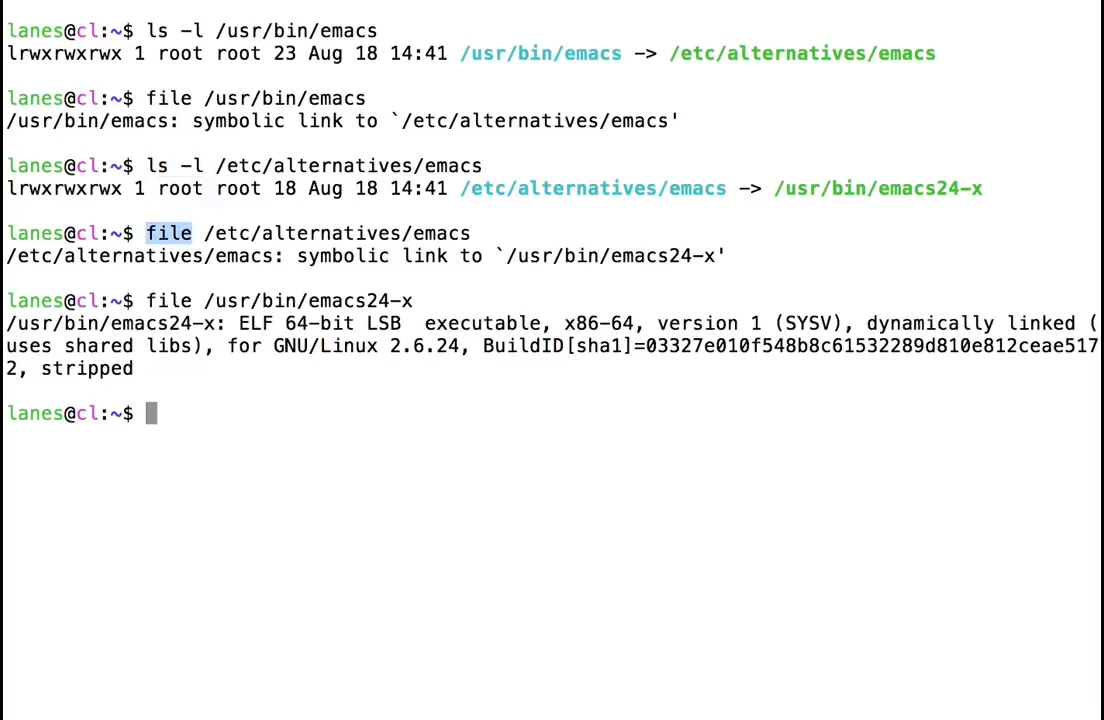 lanes@cl:~$ ls -l /usr/bin/emacs
lrwxrwxrwx 1 root root 23 Aug 18 14:41 /usr/bin/emacs -> /etc/alternatives/emacs
lanes@cl:~$ file /usr/bin/emacs
/usr/bin/emacs: symbolic link to `/etc/alternatives/emacs'
lanes@cl:~$ ls -l /etc/alternatives/emacs
lrwxrwxrwx 1 root root 18 Aug 18 14:41 /etc/alternatives/emacs -> /usr/bin/emacs24-x
lanes@cl:~$ file /etc/alternatives/emacs
/etc/alternatives/emacs: symbolic link to `/usr/bin/emacs24-x'
lanes@cl:~$ file /usr/bin/emacs24-x
/usr/bin/emacs24-x: ELF 64-bit LSB  executable, x86-64, version 1 (SYSV), dynamically linked (
uses shared libs), for GNU/Linux 2.6.24, BuildID[sha1]=03327e010f548b8c61532289d810e812ceae517
2, stripped
lanes@cl:~$